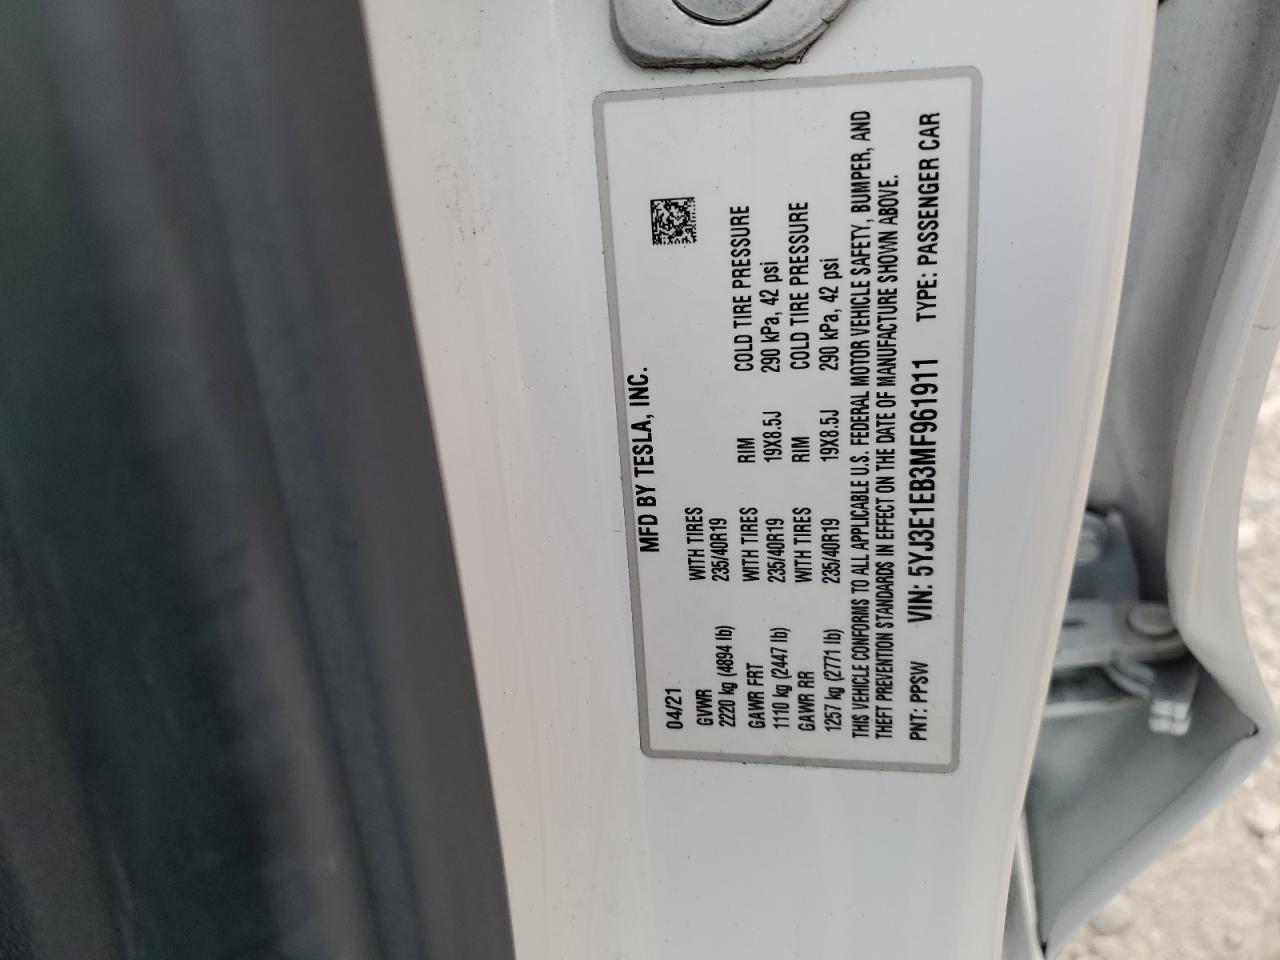 MFD BY TESLA, INC.
04/21
GVWR WITH TIRES RIM COLD TIRE PRESSURE
2220 kg (4894 lb) 235/40R19 19X8.5J 290 kPa, 42 psi
GAWR FRT WITH TIRES RIM COLD TIRE PRESSURE
1110 kg (2447 lb) 235/40R19 19X8.5J 290 kPa, 42 psi
GAWR RR WITH TIRES
1257 kg (2771 lb) 235/40R19
THIS VEHICLE CONFORMS TO ALL APPLICABLE U.S. FEDERAL MOTOR VEHICLE SAFETY, BUMPER, AND
THEFT PREVENTION STANDARDS IN EFFECT ON THE DATE OF MANUFACTURE SHOWN ABOVE.
PNT: PPSW VIN: 5YJ3E1EB3MF961911 TYPE: PASSENGER CAR